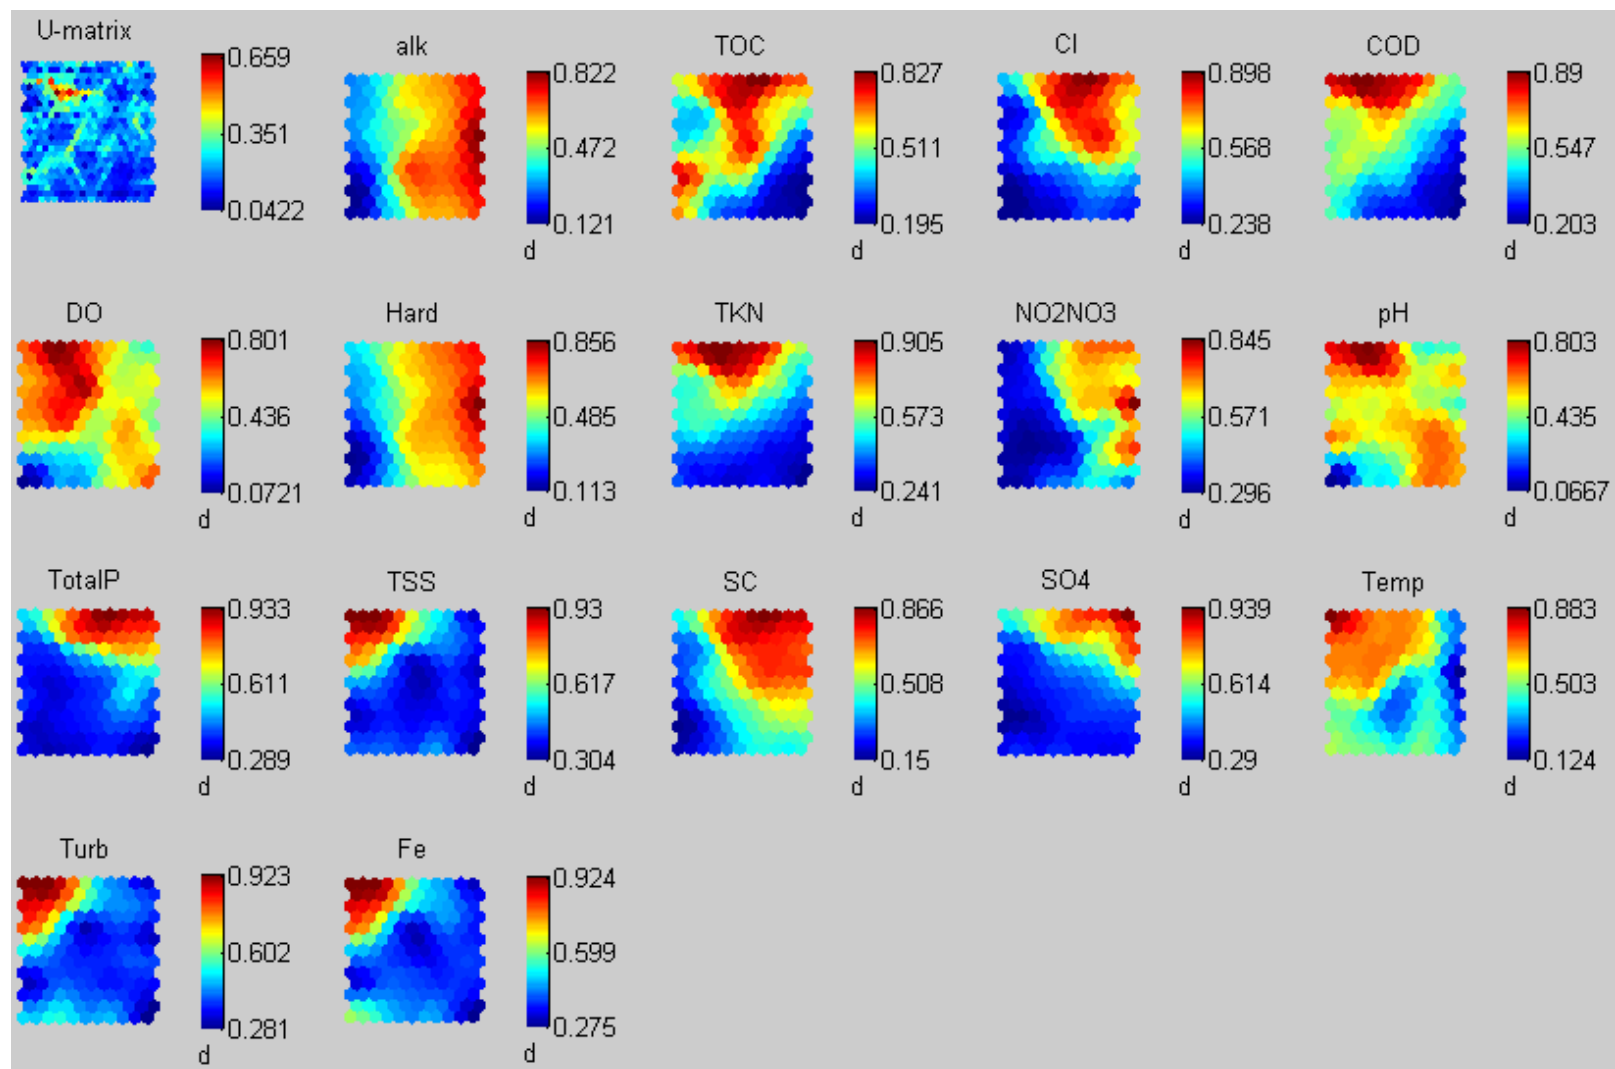 U-matrix
0.659
0.351
0.0422
alk
0.822
0.472
0.121
d
TOC
0.827
0.511
0.195
d
Cl
0.898
0.568
0.238
d
COD
0.89
0.547
0.203
d
DO
0.801
0.436
0.0721
d
Hard
0.856
0.485
0.113
d
TKN
0.905
0.573
0.241
d
NO2NO3
0.845
0.571
0.296
d
pH
0.803
0.435
0.0667
d
TotalP
0.933
0.611
0.289
d
TSS
0.93
0.617
0.304
d
SC
0.866
0.508
0.15
d
SO4
0.939
0.614
0.29
d
Temp
0.883
0.503
0.124
d
Turb
0.923
0.602
0.281
d
Fe
0.924
0.599
0.275
d